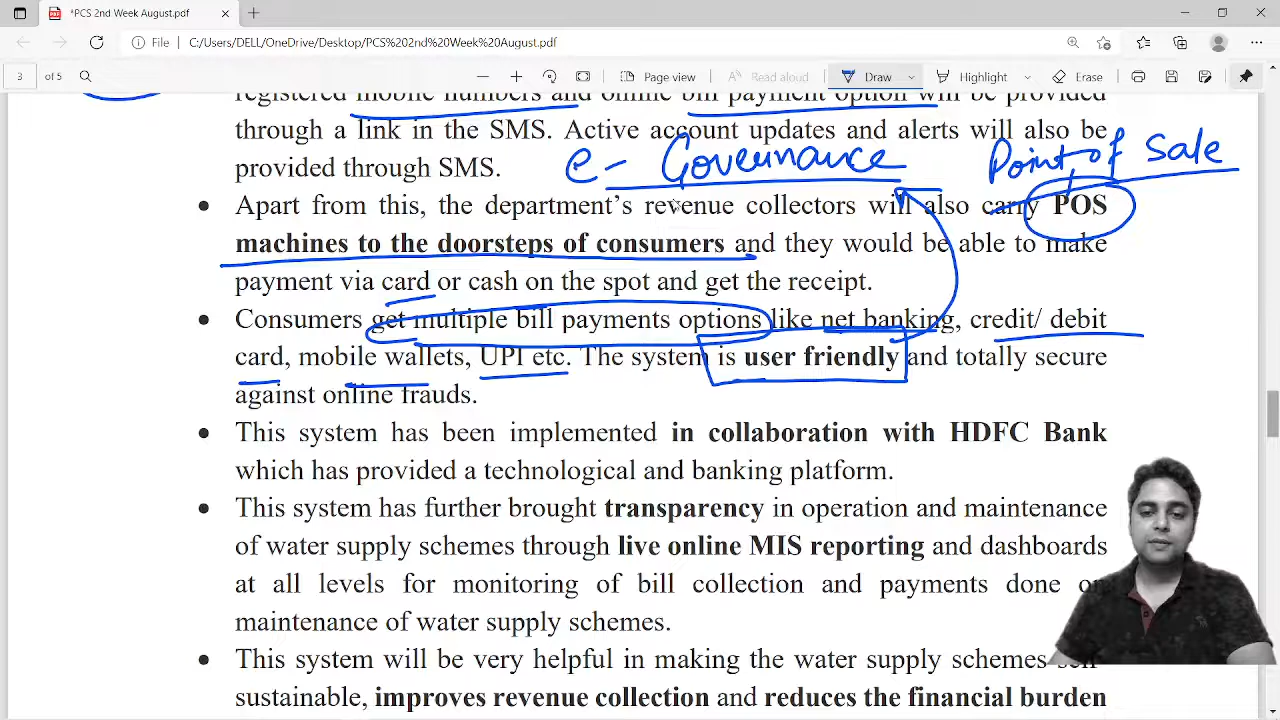 *PCS 2nd Week August.pdf
File C:/Users/DELL/OneDrive/Desktop/PCS%202nd%20Week%20August.pdf
3 of 5 Page view Read aloud Draw Highlight Erase
registered mobile numbers and online bill payment option will be provided
through a link in the SMS. Active account updates and alerts will also be
provided through SMS.
e- Governance
Point of Sale
• Apart from this, the department's revenue collectors will also carry POS
machines to the doorsteps of consumers and they would be able to make
payment via card or cash on the spot and get the receipt.
• Consumers get multiple bill payments options like net banking, credit/ debit
card, mobile wallets, UPI etc. The system is user friendly and totally secure
against online frauds.
• This system has been implemented in collaboration with HDFC Bank
which has provided a technological and banking platform.
• This system has further brought transparency in operation and maintenance
of water supply schemes through live online MIS reporting and dashboards
at all levels for monitoring of bill collection and payments done on
maintenance of water supply schemes.
• This system will be very helpful in making the water supply schemes self-
sustainable, improves revenue collection and reduces the financial burden